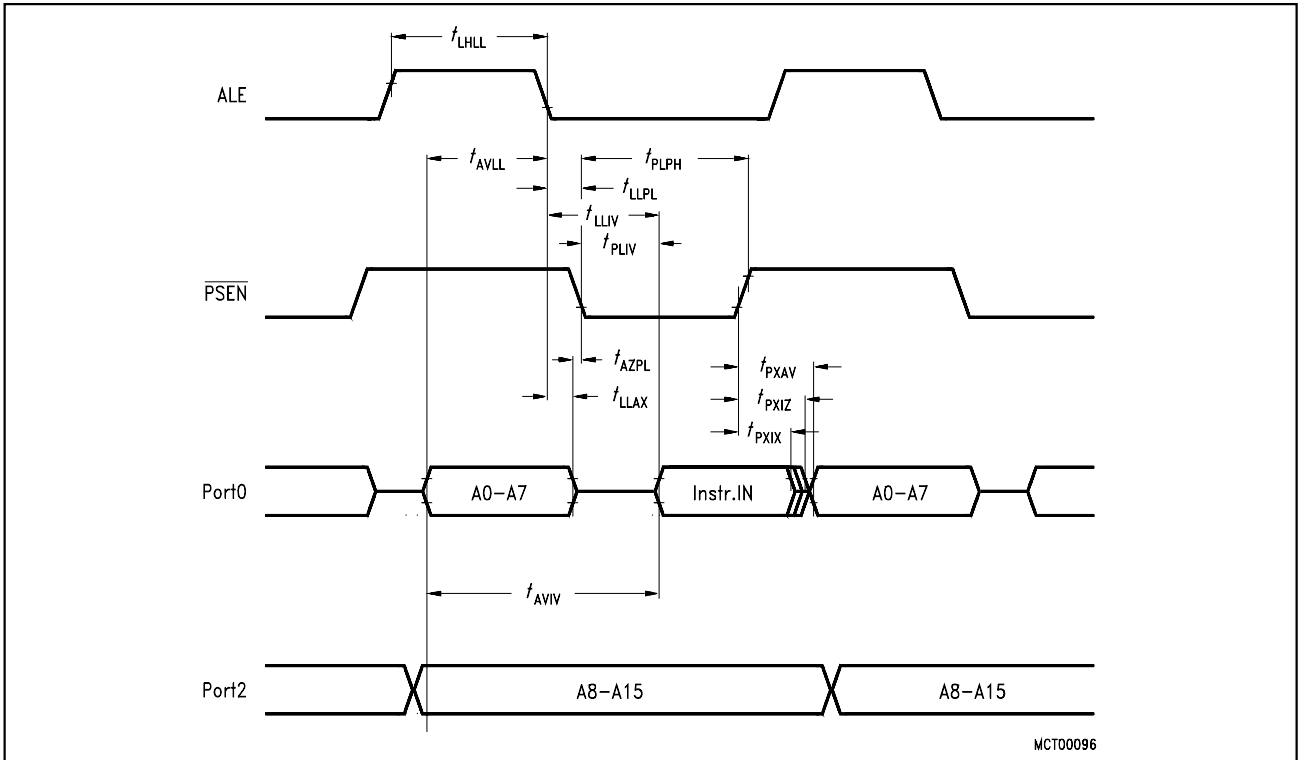 tLHLL
ALE
tAVLL
tPLPH
tLLPL
tLLIV
tPLIV
PSEN
tAZPL
tPXAV
tLLAX
tPXIZ
tPXIX
Port0
A0-A7
Instr.IN
A0-A7
tAVIV
Port2
A8-A15
A8-A15
MCT00096